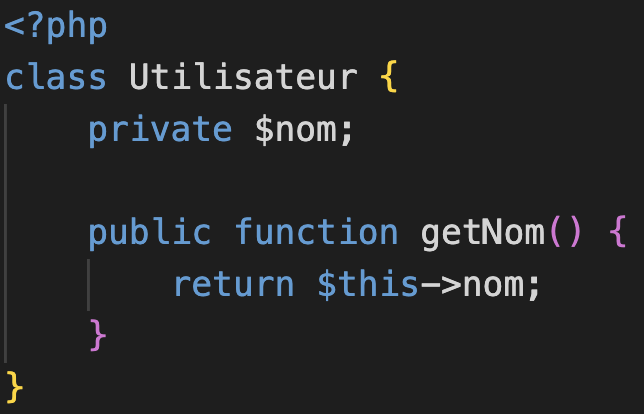 <?php
class Utilisateur {
    private $nom;

    public function getNom() {
        return $this->nom;
    }
}